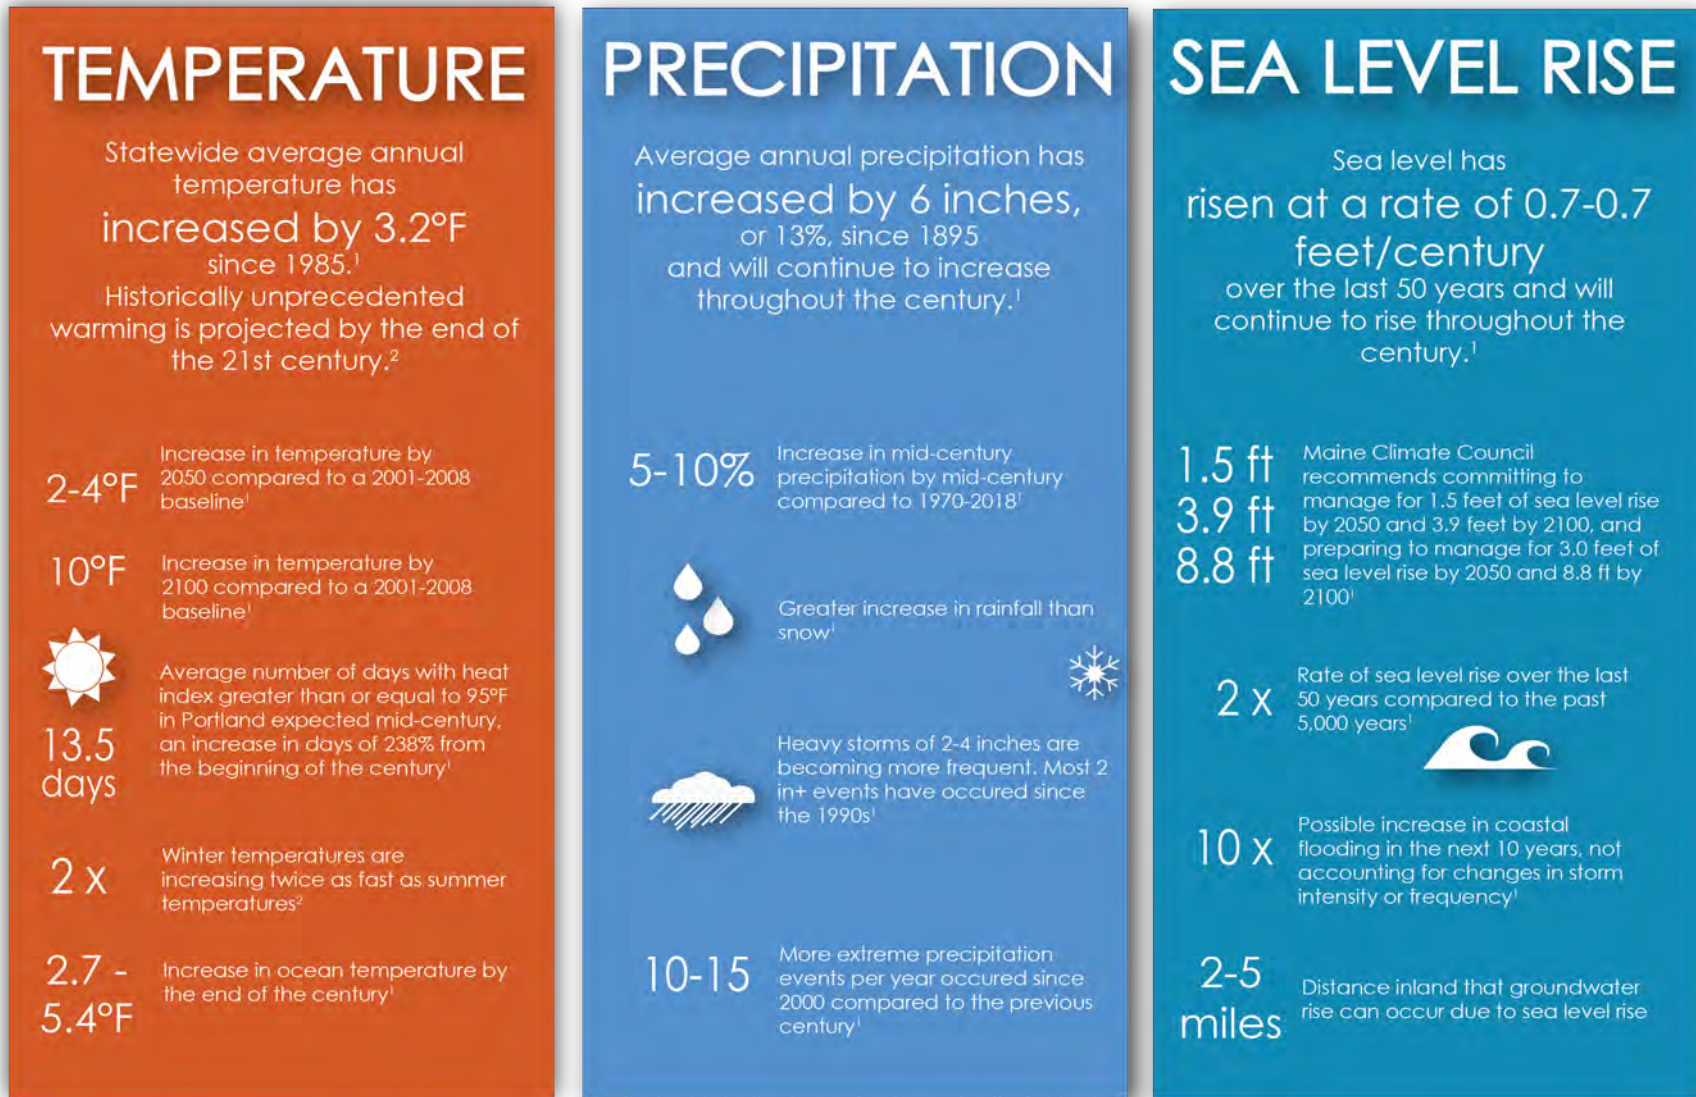 TEMPERATURE
Statewide average annual
temperature has
increased by 3.2°F
since 1985.¹
Historically unprecedented
warming is projected by the end of
the 21st century.²
2-4°F
Increase in temperature by
2050 compared to a 2001-2008
baseline¹
10°F
Increase in temperature by
2100 compared to a 2001-2008
baseline¹
13.5
days
Average number of days with heat
index greater than or equal to 95°F
in Portland expected mid-century,
an increase in days of 238% from
the beginning of the century¹
2 x
Winter temperatures are
increasing twice as fast as summer
temperatures²
2.7 -
5.4°F
Increase in ocean temperature by
the end of the century¹
PRECIPITATION
Average annual precipitation has
increased by 6 inches,
or 13%, since 1895
and will continue to increase
throughout the century.¹
5-10%
Increase in mid-century
precipitation by mid-century
compared to 1970-2018¹
Greater increase in rainfall than
snow¹
Heavy storms of 2-4 inches are
becoming more frequent. Most 2
in+ events have occured since
the 1990s¹
10-15
More extreme precipitation
events per year occured since
2000 compared to the previous
century¹
SEA LEVEL RISE
Sea level has
risen at a rate of 0.7-0.7
feet/century
over the last 50 years and will
continue to rise throughout the
century.¹
1.5 ft
3.9 ft
8.8 ft
Maine Climate Council
recommends committing to
manage for 1.5 feet of sea level rise
by 2050 and 3.9 feet by 2100, and
preparing to manage for 3.0 feet of
sea level rise by 2050 and 8.8 ft by
2100¹
2 x
Rate of sea level rise over the last
50 years compared to the past
5,000 years¹
10 x
Possible increase in coastal
flooding in the next 10 years, not
accounting for changes in storm
intensity or frequency¹
2-5
miles
Distance inland that groundwater
rise can occur due to sea level rise